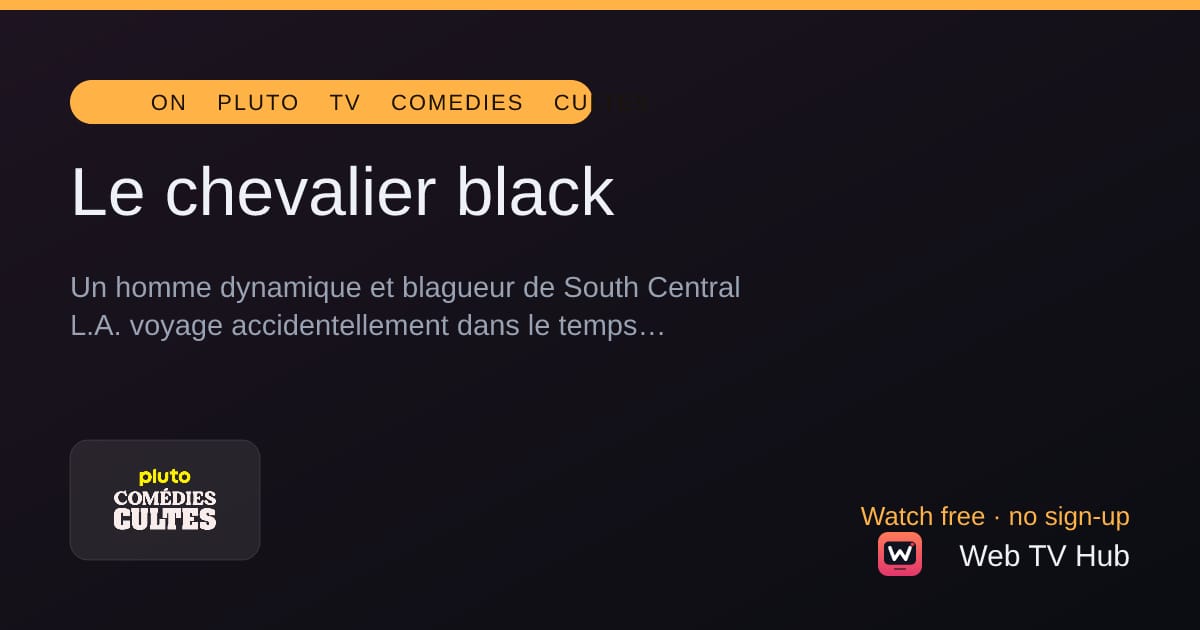 ON PLUTO TV COMEDIES CULTES
Le chevalier black
Un homme dynamique et blagueur de South Central
L.A. voyage accidentellement dans le temps…
pluto
COMÉDIES
CULTES
Watch free · no sign-up
W
Web TV Hub